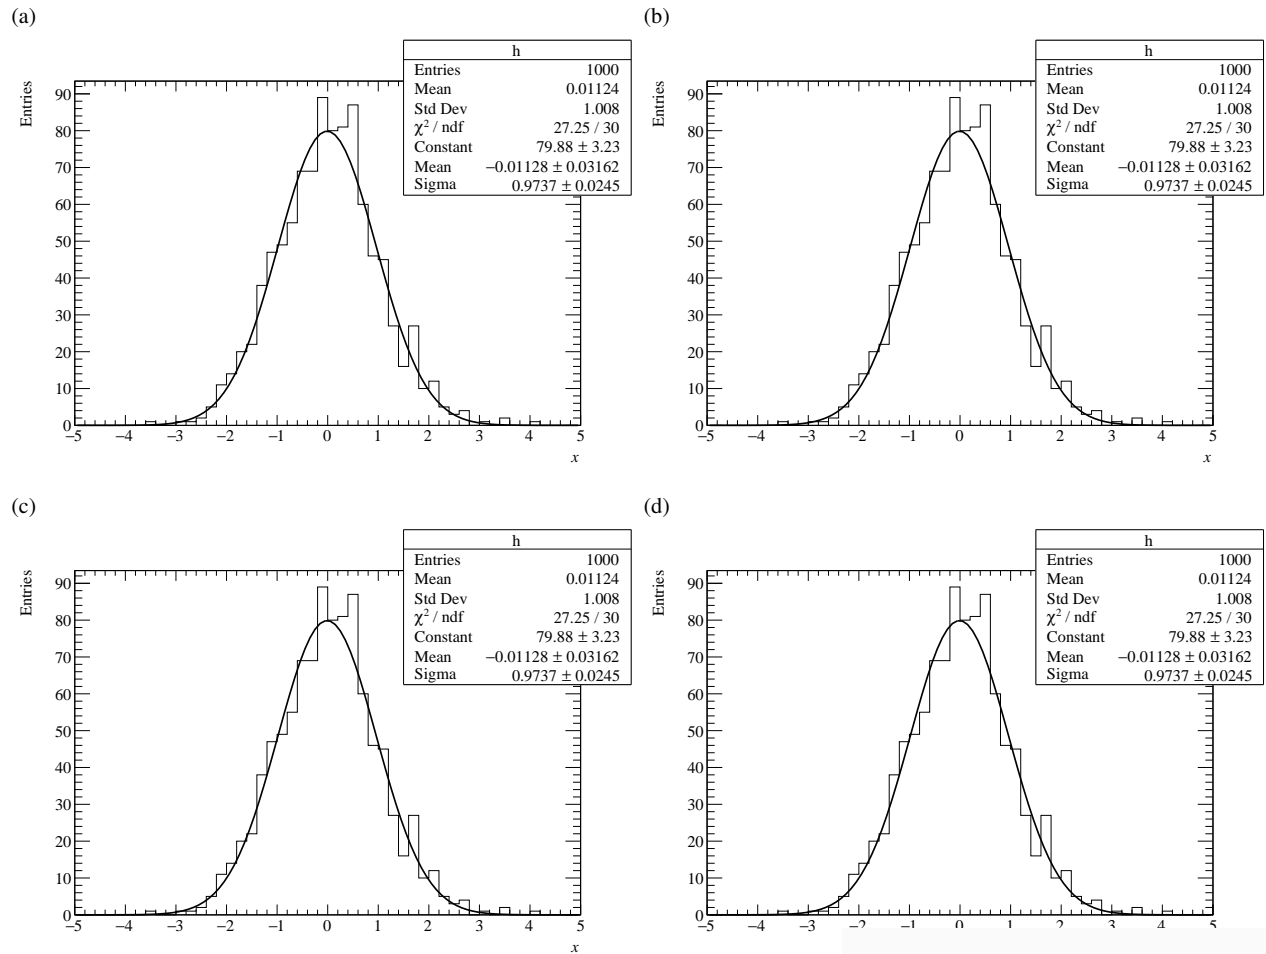 (a)
h
Entries 1000
Mean 0.01124
Std Dev 1.008
χ² / ndf 27.25 / 30
Constant 79.88 ± 3.23
Mean −0.01128 ± 0.03162
Sigma 0.9737 ± 0.0245
Entries
90
80
70
60
50
40
30
20
10
0
−5 −4 −3 −2 −1 0 1 2 3 4 5
x
(b)
h
Entries 1000
Mean 0.01124
Std Dev 1.008
χ² / ndf 27.25 / 30
Constant 79.88 ± 3.23
Mean −0.01128 ± 0.03162
Sigma 0.9737 ± 0.0245
Entries
90
80
70
60
50
40
30
20
10
0
−5 −4 −3 −2 −1 0 1 2 3 4 5
x
(c)
h
Entries 1000
Mean 0.01124
Std Dev 1.008
χ² / ndf 27.25 / 30
Constant 79.88 ± 3.23
Mean −0.01128 ± 0.03162
Sigma 0.9737 ± 0.0245
Entries
90
80
70
60
50
40
30
20
10
0
−5 −4 −3 −2 −1 0 1 2 3 4 5
x
(d)
h
Entries 1000
Mean 0.01124
Std Dev 1.008
χ² / ndf 27.25 / 30
Constant 79.88 ± 3.23
Mean −0.01128 ± 0.03162
Sigma 0.9737 ± 0.0245
Entries
90
80
70
60
50
40
30
20
10
0
−5 −4 −3 −2 −1 0 1 2 3 4 5